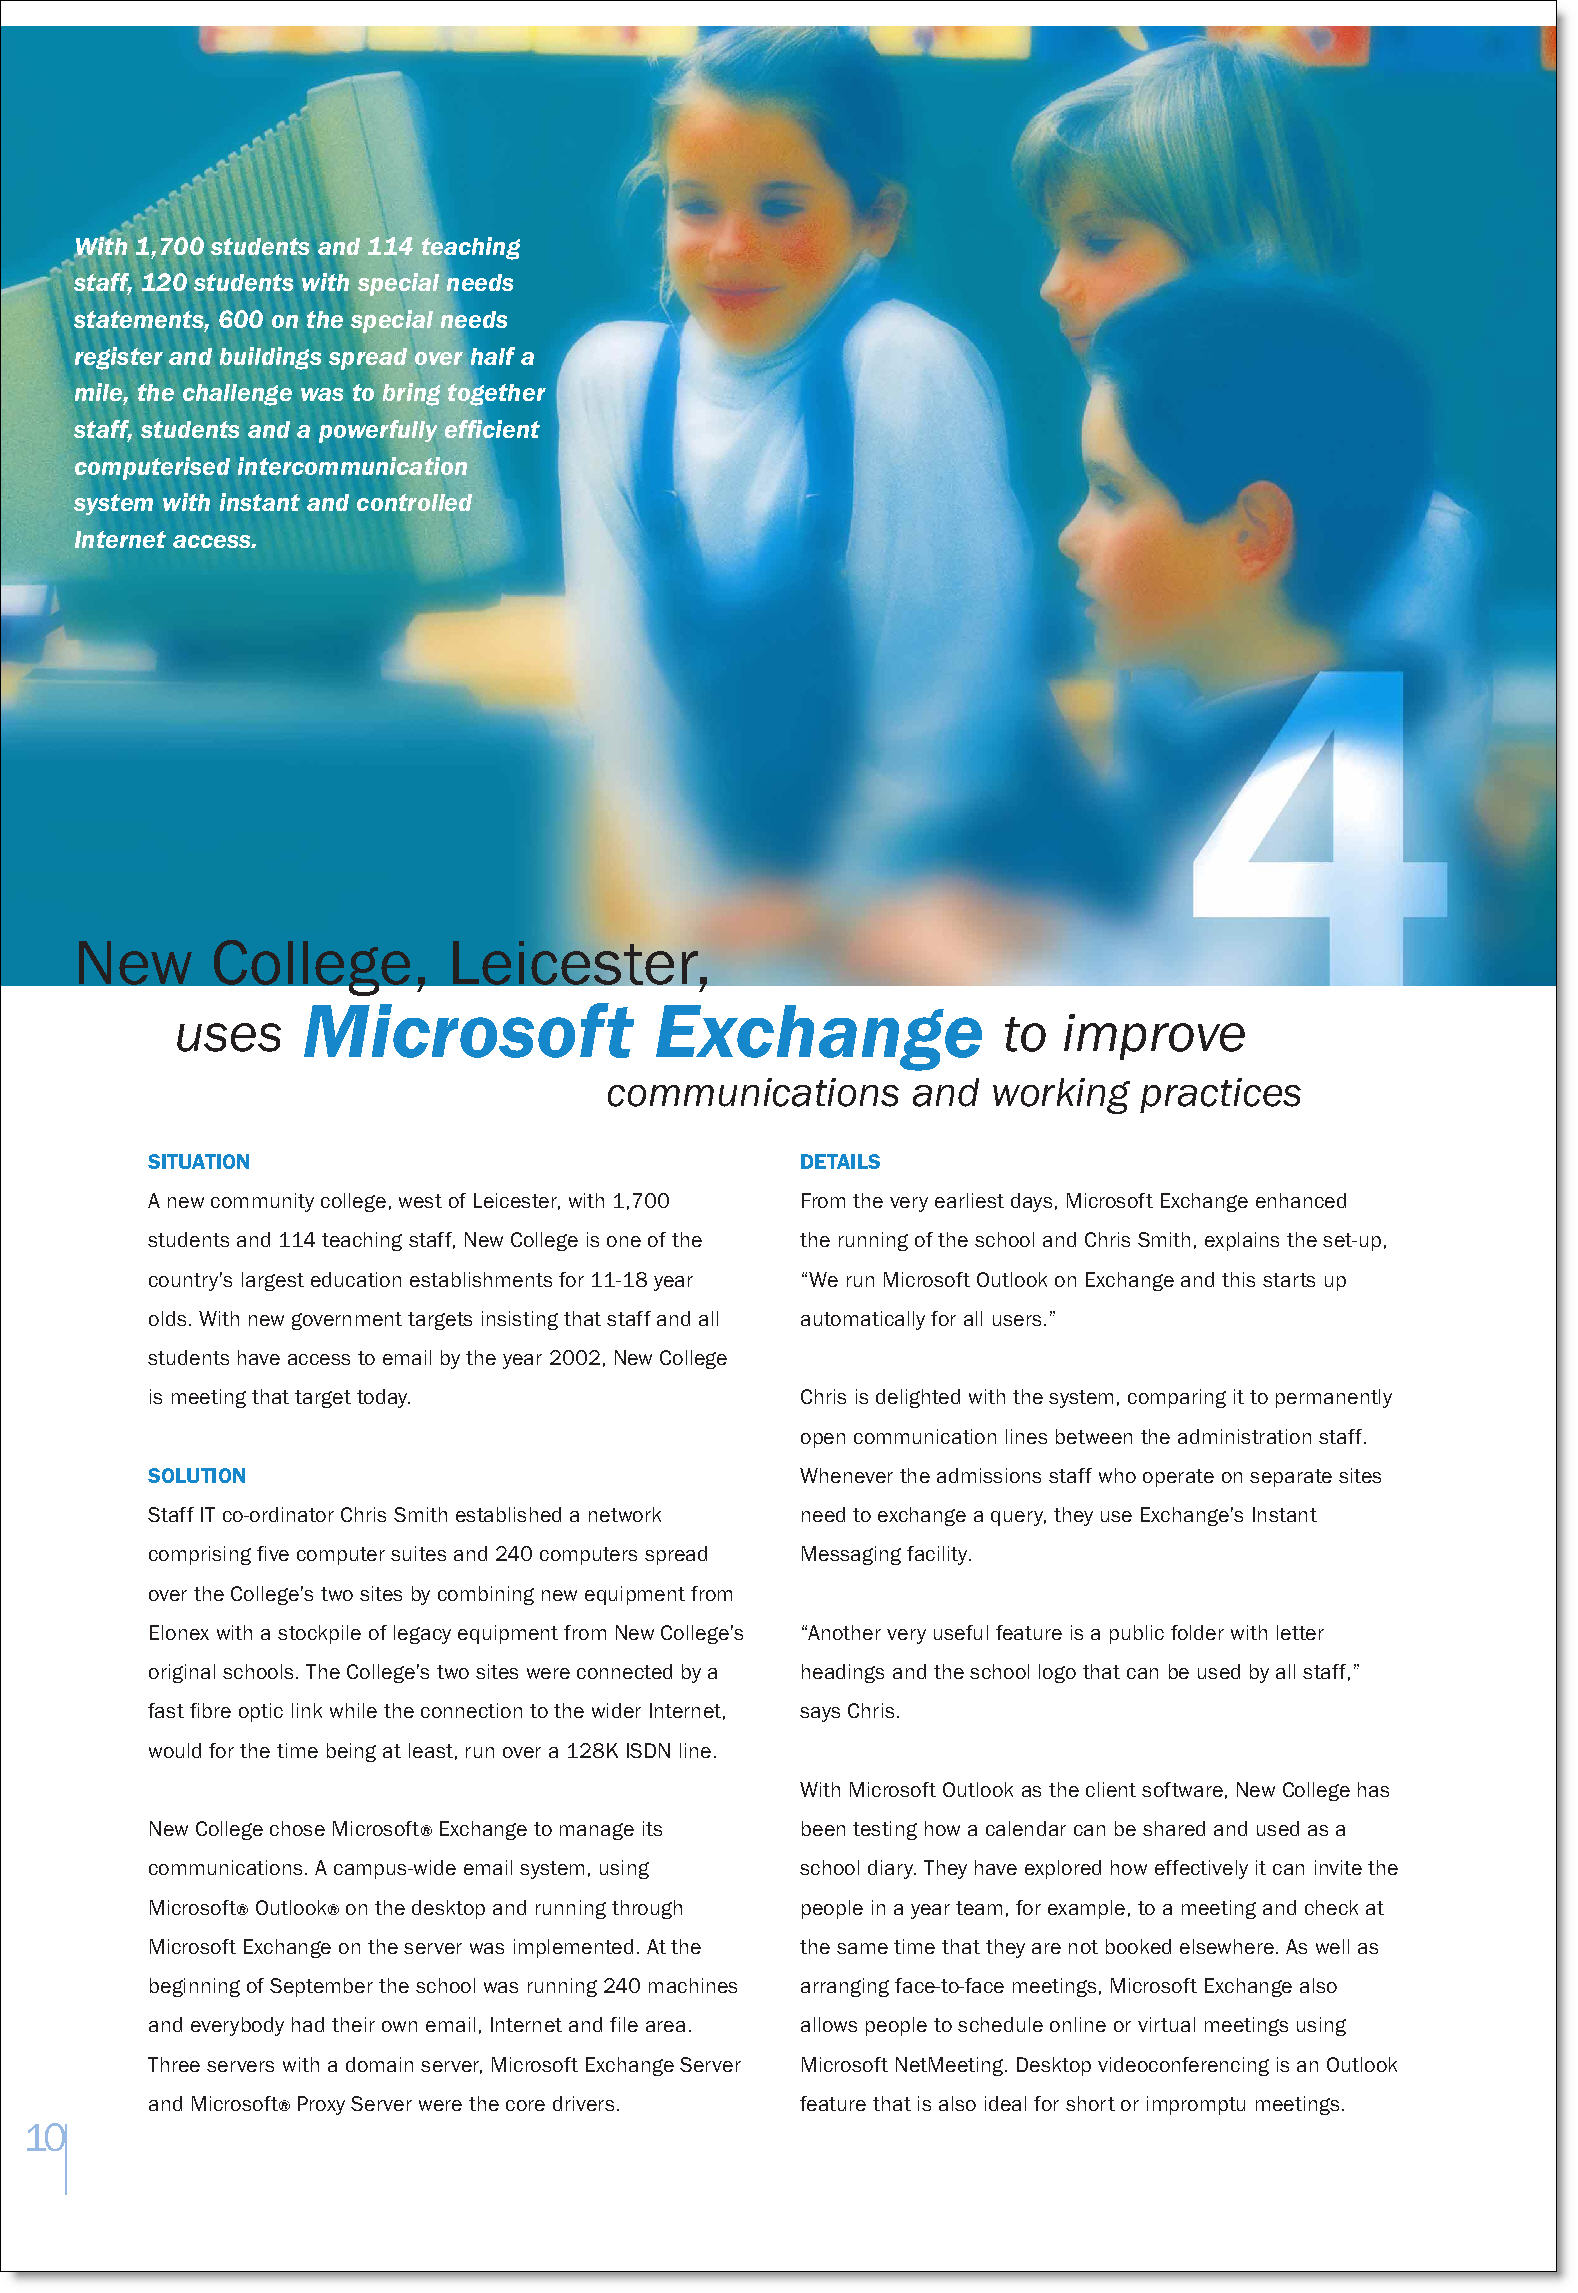 With 1,700 students and 114 teaching
staff, 120 students with special needs
statements, 600 on the special needs
register and buildings spread over half a
mile, the challenge was to bring together
staff, students and a powerfully efficient
computerised intercommunication
system with instant and controlled
Internet access.
4
New College, Leicester,
uses Microsoft Exchange to improve
communications and working practices
SITUATION
A new community college, west of Leicester, with 1,700
students and 114 teaching staff, New College is one of the
country's largest education establishments for 11-18 year
olds. With new government targets insisting that staff and all
students have access to email by the year 2002, New College
is meeting that target today.
SOLUTION
Staff IT co-ordinator Chris Smith established a network
comprising five computer suites and 240 computers spread
over the College's two sites by combining new equipment from
Elonex with a stockpile of legacy equipment from New College's
original schools. The College's two sites were connected by a
fast fibre optic link while the connection to the wider Internet,
would for the time being at least, run over a 128K ISDN line.
New College chose Microsoft® Exchange to manage its
communications. A campus-wide email system, using
Microsoft® Outlook® on the desktop and running through
Microsoft Exchange on the server was implemented. At the
beginning of September the school was running 240 machines
and everybody had their own email, Internet and file area.
Three servers with a domain server, Microsoft Exchange Server
and Microsoft® Proxy Server were the core drivers.
DETAILS
From the very earliest days, Microsoft Exchange enhanced
the running of the school and Chris Smith, explains the set-up,
“We run Microsoft Outlook on Exchange and this starts up
automatically for all users.”
Chris is delighted with the system, comparing it to permanently
open communication lines between the administration staff.
Whenever the admissions staff who operate on separate sites
need to exchange a query, they use Exchange's Instant
Messaging facility.
“Another very useful feature is a public folder with letter
headings and the school logo that can be used by all staff,”
says Chris.
With Microsoft Outlook as the client software, New College has
been testing how a calendar can be shared and used as a
school diary. They have explored how effectively it can invite the
people in a year team, for example, to a meeting and check at
the same time that they are not booked elsewhere. As well as
arranging face-to-face meetings, Microsoft Exchange also
allows people to schedule online or virtual meetings using
Microsoft NetMeeting. Desktop videoconferencing is an Outlook
feature that is also ideal for short or impromptu meetings.
10